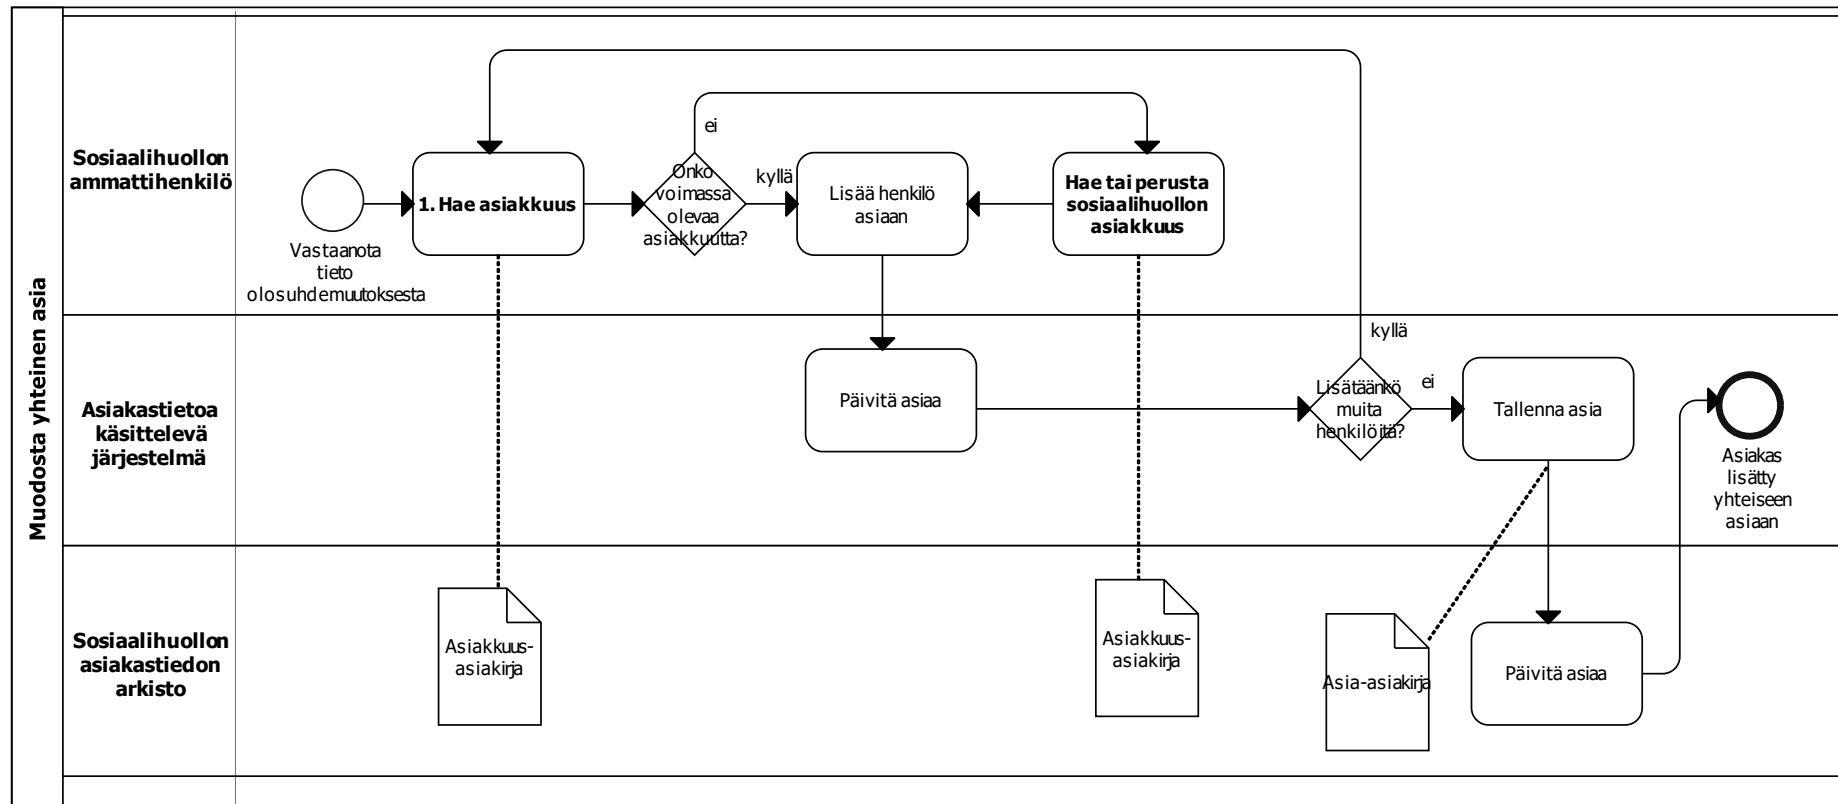 Muodosta yhteinen asia
Sosiaalihuollon
ammattihenkilö
Vastaanota
tieto
olosuhdemuutoksesta
1. Hae asiakkuus
Onko
voimassa
olevaa
asiakkuutta?
ei
kyllä
Lisää henkilö
asiaan
Hae tai perusta
sosiaalihuollon
asiakkuus
Asiakastietoa
käsittelevä
järjestelmä
Päivitä asiaa
Lisätäänkö
muita
henkilöitä?
kyllä
ei
Tallenna asia
Asiakas
lisätty
yhteiseen
asiaan
Sosiaalihuollon
asiakastiedon
arkisto
Asiakkuus-
asiakirja
Asiakkuus-
asiakirja
Asia-asiakirja
Päivitä asiaa